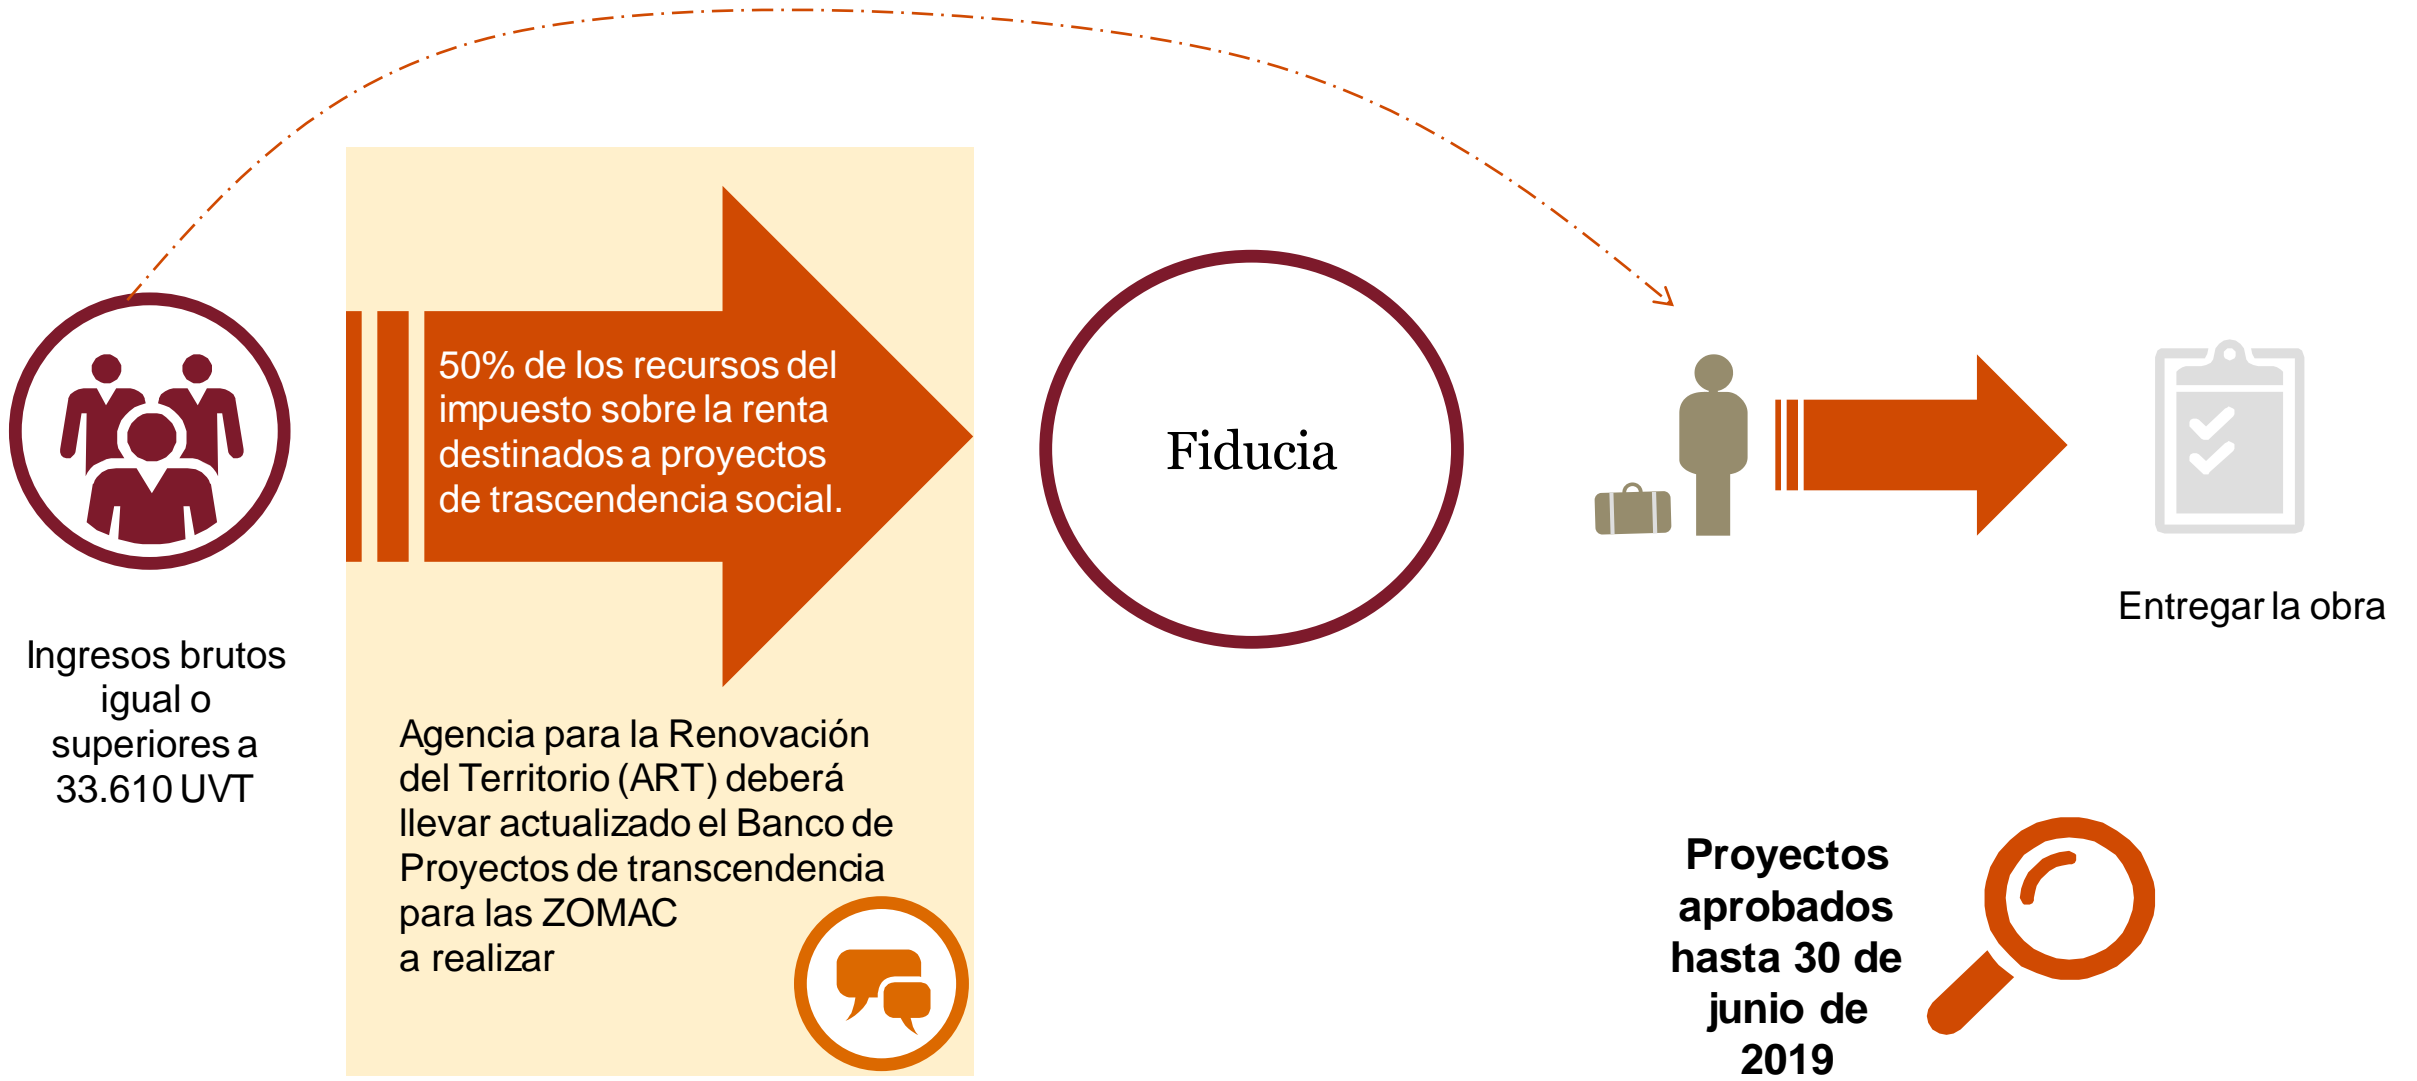 Ingresos brutos
igual o
superiores a
33.610 UVT
50% de los recursos del
impuesto sobre la renta
destinados a proyectos
de trascendencia social.
Agencia para la Renovación
del Territorio (ART) deberá
llevar actualizado el Banco de
Proyectos de transcendencia
para las ZOMAC
a realizar
Fiducia
Entregar la obra
Proyectos
aprobados
hasta 30 de
junio de
2019